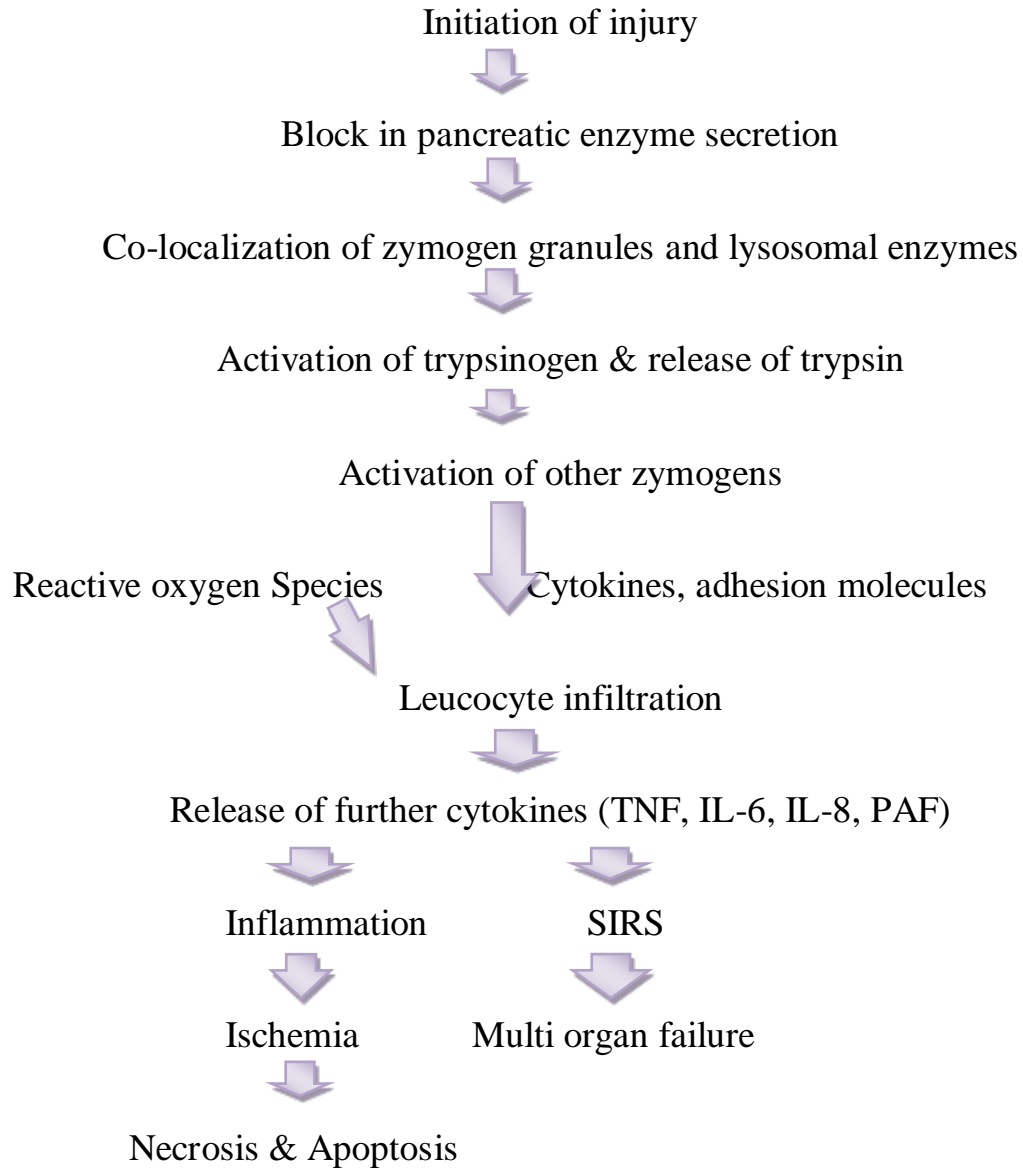 Initiation of injury
Block in pancreatic enzyme secretion
Co-localization of zymogen granules and lysosomal enzymes
Activation of trypsinogen & release of trypsin
Activation of other zymogens
Reactive oxygen Species
Cytokines, adhesion molecules
Leucocyte infiltration
Release of further cytokines (TNF, IL-6, IL-8, PAF)
Inflammation
SIRS
Ischemia
Multi organ failure
Necrosis & Apoptosis